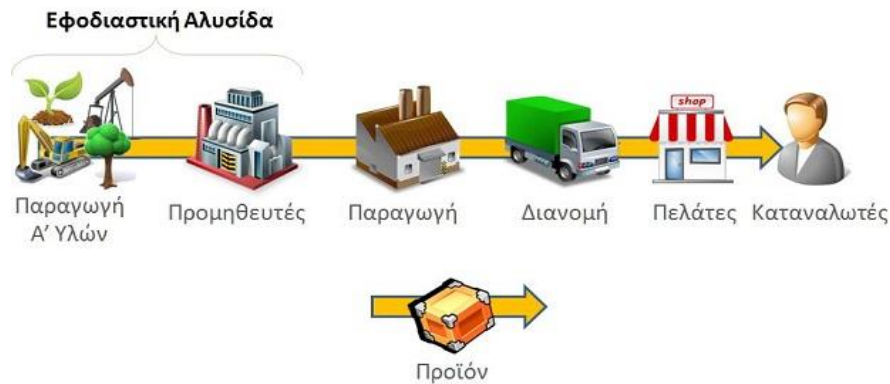 Εφοδιαστική Αλυσίδα
shop
Παραγωγή
Α' Υλών
Προμηθευτές
Παραγωγή
Διανομή
Πελάτες
Καταναλωτές
Προϊόν